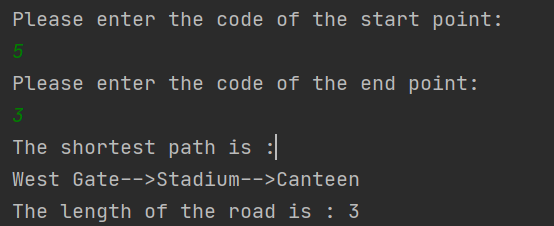 Please enter the code of the start point:
5
Please enter the code of the end point:
3
The shortest path is :
West Gate-->Stadium-->Canteen
The length of the road is : 3